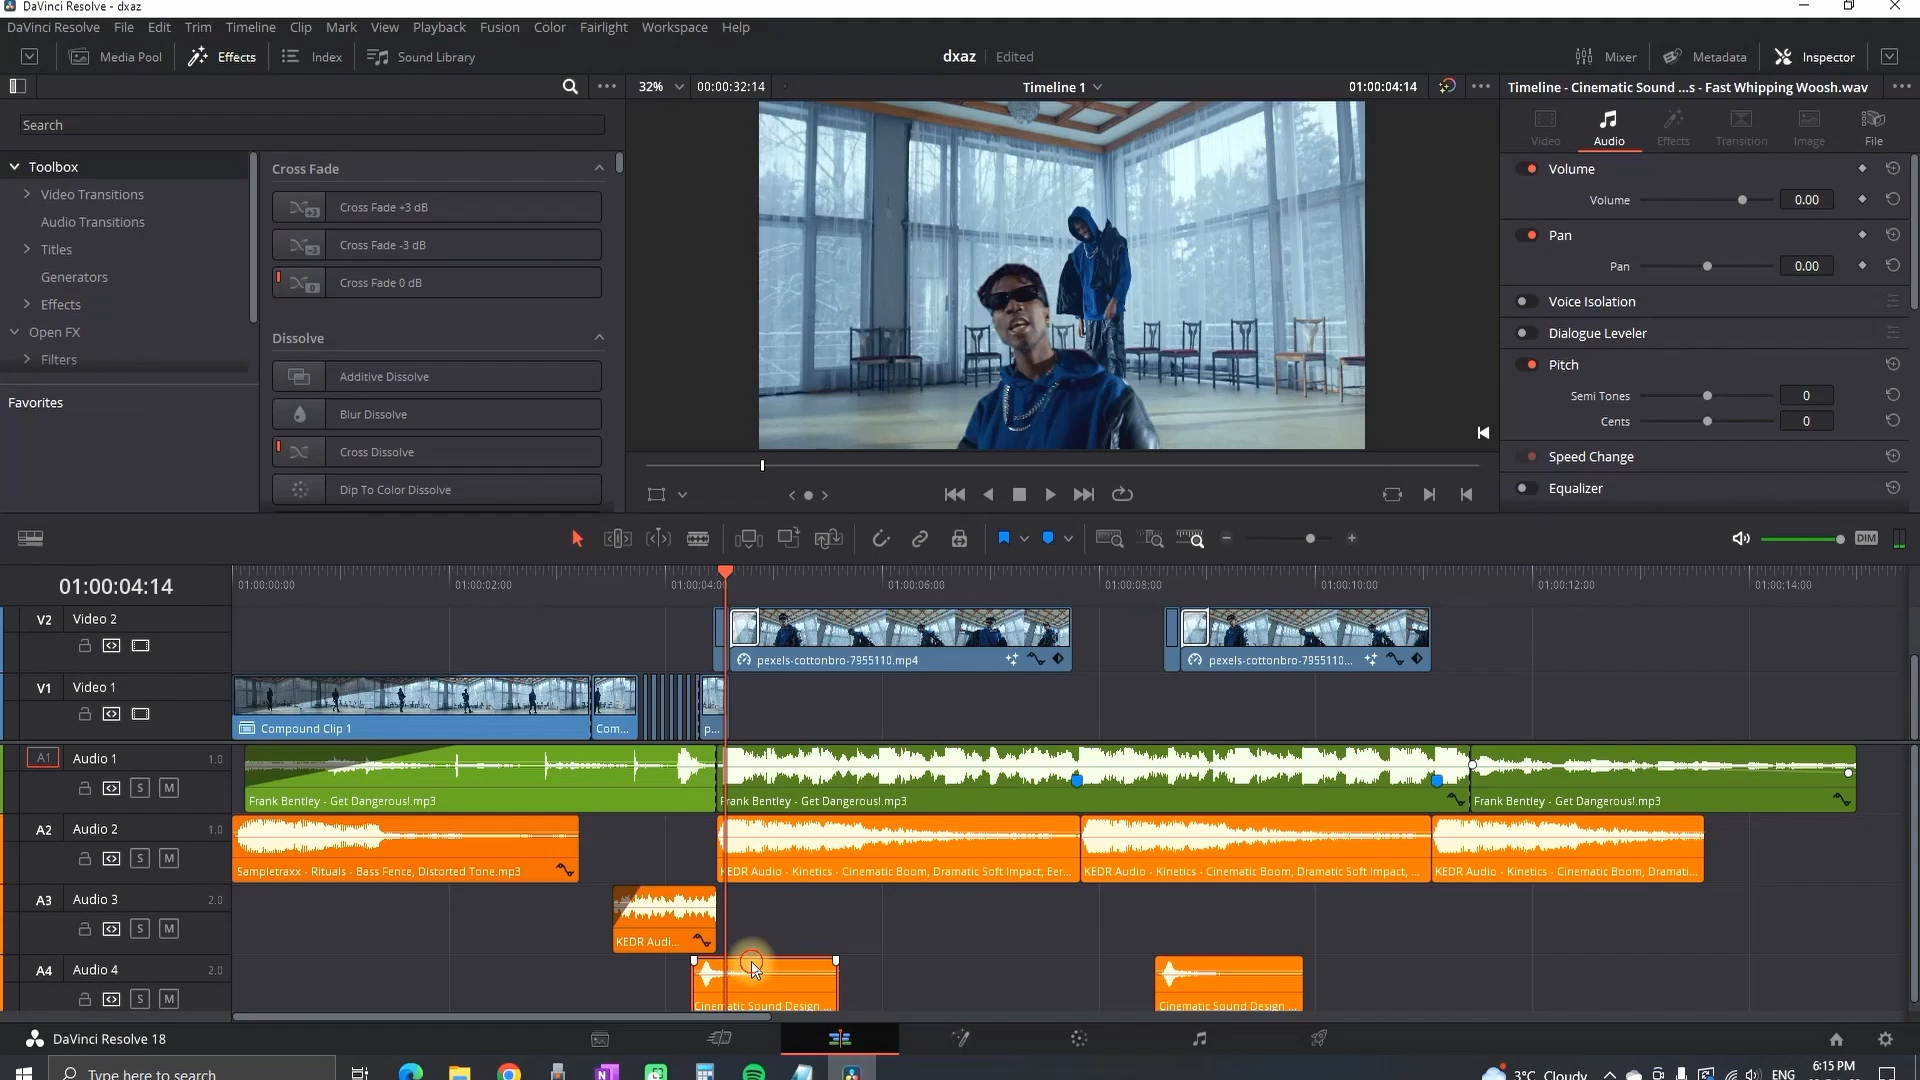 DaVinci Resolve - dxaz
DaVinci Resolve File Edit Trim Timeline Clip Mark View Playback Fusion Color Fairlight Workspace Help
Media Pool Effects Index Sound Library dxaz Edited Mixer Metadata Inspector
32% 00:00:32:14 Timeline 1 01:00:04:14 Timeline - Cinematic Sound ...s - Fast Whipping Woosh.wav
Search
Video Audio Effects Transition Image File
Toolbox
Video Transitions
Audio Transitions
Titles
Generators
Effects
Open FX
Filters
Favorites
Cross Fade
Cross Fade +3 dB
Cross Fade -3 dB
Cross Fade 0 dB
Dissolve
Additive Dissolve
Blur Dissolve
Cross Dissolve
Dip To Color Dissolve
Volume
Volume 0.00
Pan
Pan 0.00
Voice Isolation
Dialogue Leveler
Pitch
Semi Tones 0
Cents 0
Speed Change
Equalizer
DIM
01:00:04:14
01:00:00:00 01:00:02:00 01:00:04:0 01:00:06:00 01:00:08:00 01:00:10:00 01:00:12:00 01:00:14:00
V2 Video 2
pexels-cottonbro-7955110.mp4 pexels-cottonbro-7955110...
V1 Video 1
Compound Clip 1 Com... p...
A1 Audio 1 1.0
S M
Frank Bentley - Get Dangerous!.mp3 Frank Bentley - Get Dangerous!.mp3 Frank Bentley - Get Dangerous!.mp3
A2 Audio 2 1.0
S M
Sampletraxx - Rituals - Bass Fence, Distorted Tone.mp3 KEDR Audio - Kinetics - Cinematic Boom, Dramatic Soft Impact, Eer... KEDR Audio - Kinetics - Cinematic Boom, Dramatic Soft Impact, ... KEDR Audio - Kinetics - Cinematic Boom, Dramati...
A3 Audio 3 2.0
S M
KEDR Audi...
A4 Audio 4 2.0
S M
Cinematic Sound Design ... Cinematic Sound Design ...
DaVinci Resolve 18
Type here to search
3°C Cloudy ENG 6:15 PM